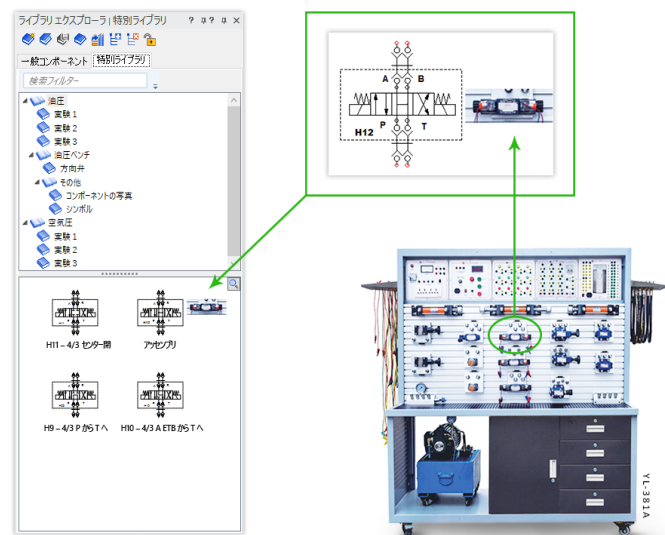 ライブラリ エクスプローラ | 特別ライブラリ
一般コンポーネント 特別ライブラリ
検索フィルター
油圧
実験 1
実験 2
実験 3
油圧ベンチ
方向弁
その他
コンポーネントの写真
シンボル
空気圧
実験 1
実験 2
実験 3
H11 – 4/3 センター閉
アッセンブリ
H9 – 4/3 P から T へ
H10 – 4/3 A ETB から T へ
A B
P T
H12
YL-381A